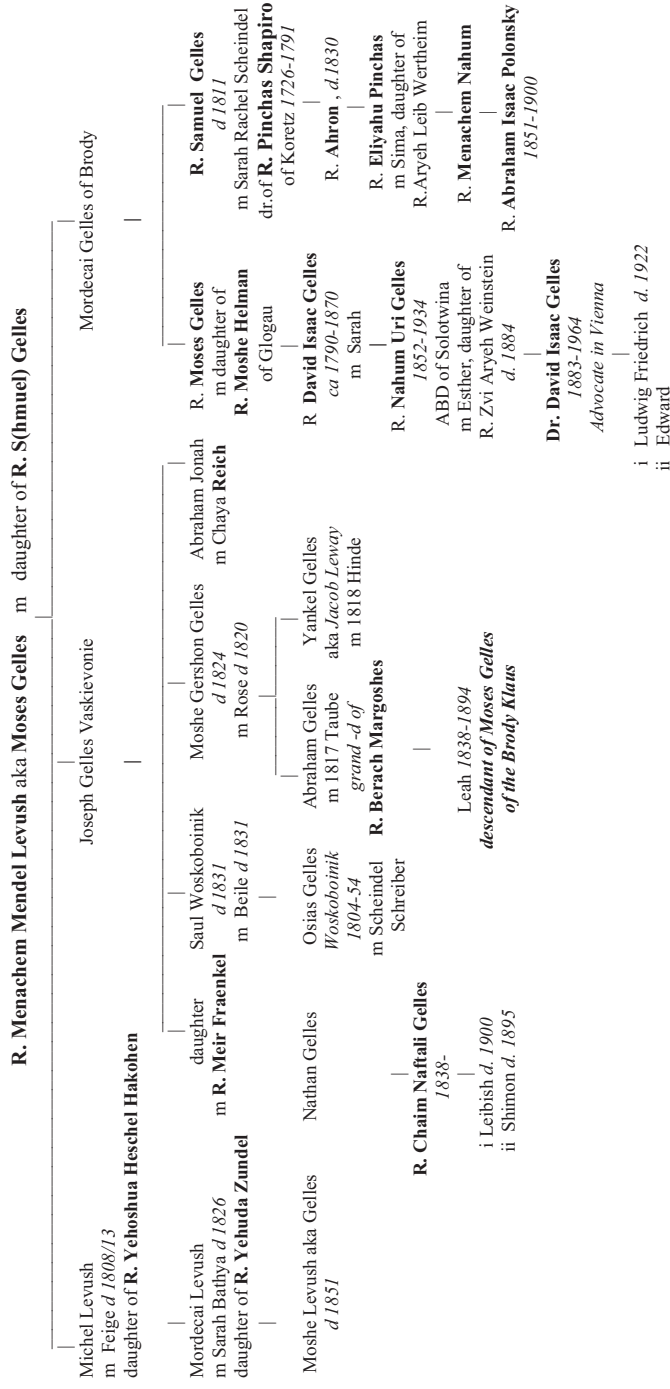 R. Menachem Mendel Levush aka Moses Gelles m daughter of R. S(hmuel) Gelles
Michel Levush
m Feige d 1808/13
daughter of R. Yehoshua Heschel Hakohen
Joseph Gelles Vaskievonie
Mordecai Gelles of Brody
Mordecai Levush
m Sarah Bathya d 1826
daughter of R. Yehuda Zundel
daughter
m R. Meir Fraenkel
Saul Woskoboinik
d 1831
m Beile d 1831
Moshe Gershon Gelles
d 1824
m Rose d 1820
Abraham Jonah
m Chaya Reich
R. Moses Gelles
m daughter of
R. Moshe Helman
of Glogau
R. Samuel Gelles
d 1811
m Sarah Rachel Scheindel
dr.of R. Pinchas Shapiro
of Koretz 1726-1791
Moshe Levush aka Gelles
d 1851
Nathan Gelles
Osias Gelles
Woskoboinik
1804-54
m Scheindel
Schreiber
Abraham Gelles
m 1817 Taube
grand -d of
R. Berach Margoshes
Yankel Gelles
aka Jacob Leway
m 1818 Hinde
R David Isaac Gelles
ca 1790-1870
m Sarah
R. Ahron , d.1830
R. Chaim Naftali Gelles
1838-
Leah 1838-1894
descendant of Moses Gelles
of the Brody Klaus
R. Nahum Uri Gelles
1852-1934
ABD of Solotwina
m Esther, daughter of
R. Zvi Aryeh Weinstein
d. 1884
R. Eliyahu Pinchas
m Sima, daughter of
R.Aryeh Leib Wertheim
i Leibish d. 1900
ii Shimon d. 1895
R. Menachem Nahum
Dr. David Isaac Gelles
1883-1964
Advocate in Vienna
R. Abraham Isaac Polonsky
1851-1900
i Ludwig Friedrich d. 1922
ii Edward